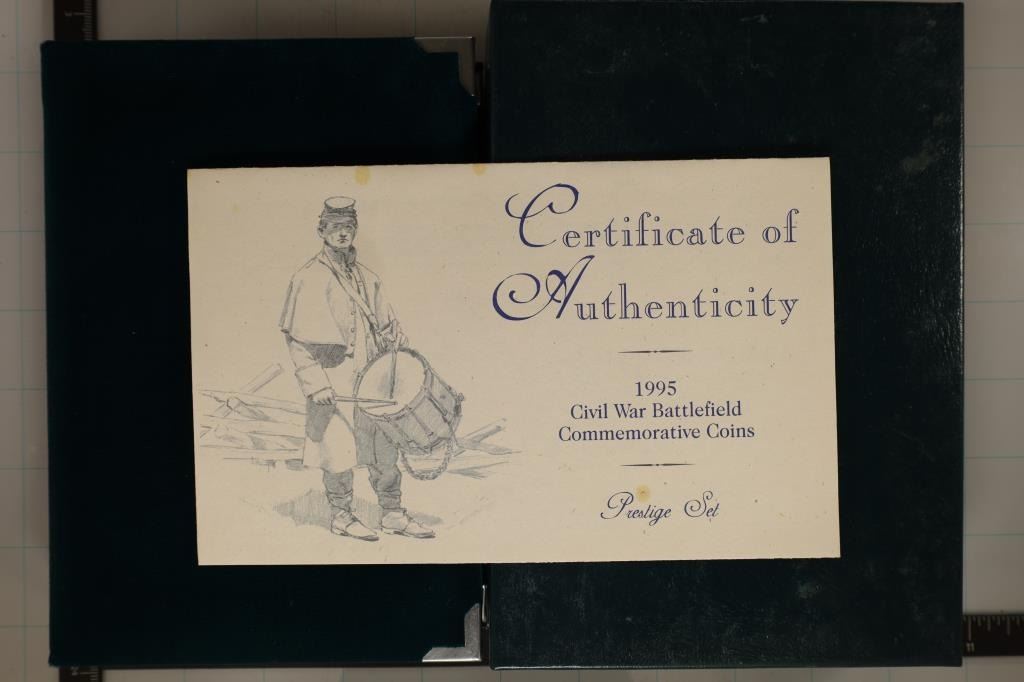 Certificate of
Authenticity
1995
Civil War Battlefield
Commemorative Coins
Prestige Set